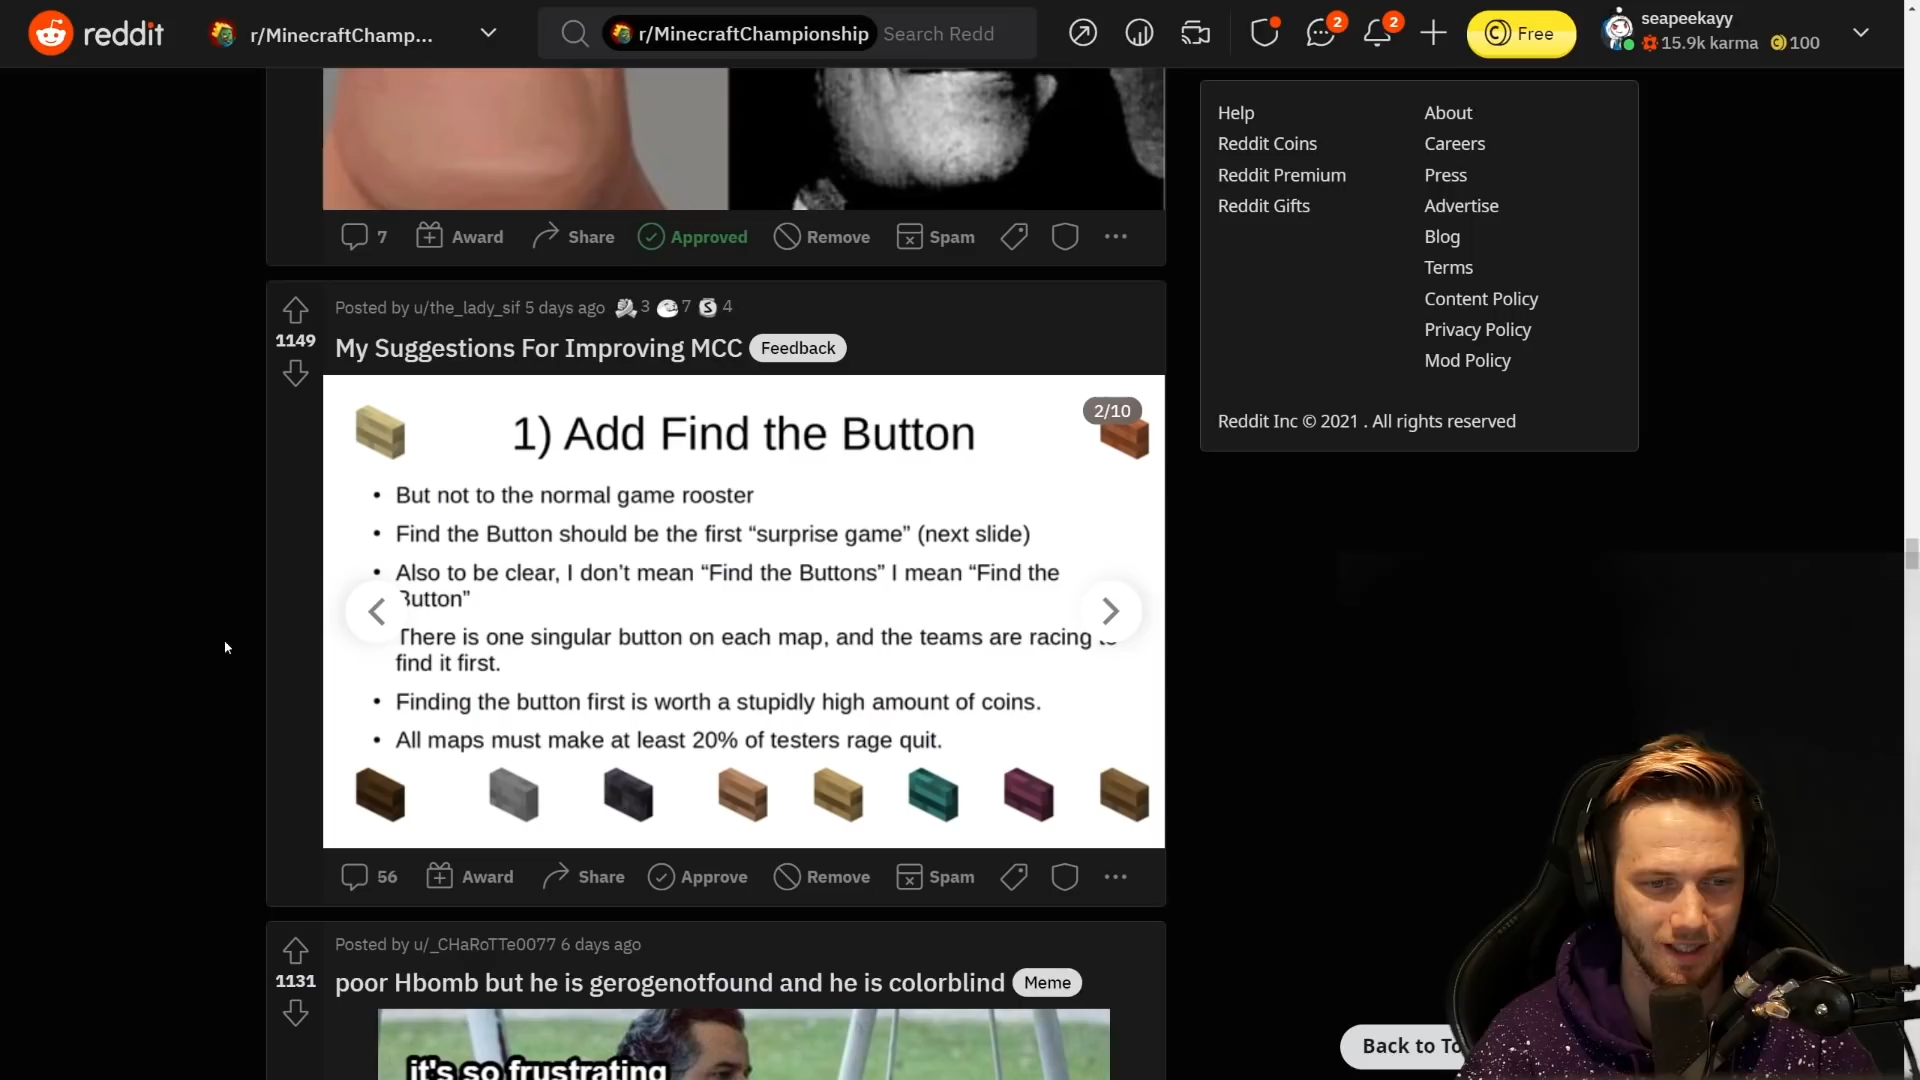 reddit
r/MinecraftChamp...
r/MinecraftChampionship
Search Redd
2
2
Free
seapeekayy
15.9k karma
100
7
Award
Share
Approved
Remove
Spam
Help
Reddit Coins
Reddit Premium
Reddit Gifts
About
Careers
Press
Advertise
Blog
Terms
Content Policy
Privacy Policy
Mod Policy
Reddit Inc © 2021 . All rights reserved
Posted by u/the_lady_sif 5 days ago
3
7
S
4
1149
My Suggestions For Improving MCC
Feedback
2/10
1) Add Find the Button
• But not to the normal game rooster
• Find the Button should be the first “surprise game” (next slide)
• Also to be clear, I don’t mean “Find the Buttons” I mean “Find the
Button”
There is one singular button on each map, and the teams are racing to
find it first.
• Finding the button first is worth a stupidly high amount of coins.
• All maps must make at least 20% of testers rage quit.
56
Award
Share
Approve
Remove
Spam
Posted by u/_CHaRoTTe0077 6 days ago
1131
poor Hbomb but he is gerogenotfound and he is colorblind
Meme
it's so frustrating
Back to To